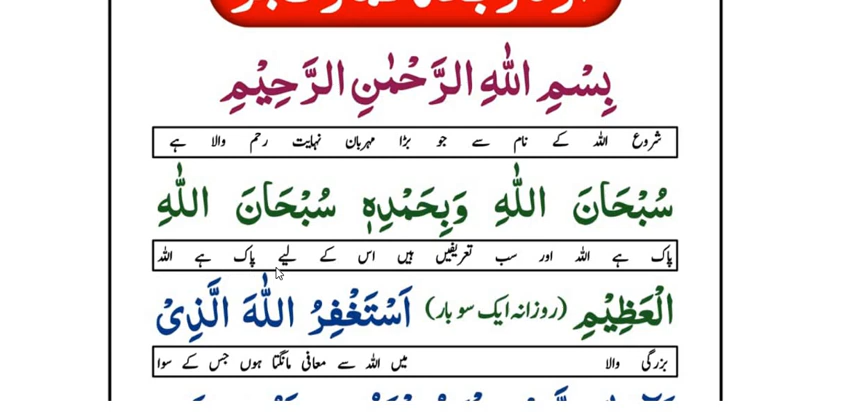 بِسْمِ اللّٰهِ الرَّحْمٰنِ الرَّحِیْمِ
شروع اللہ کے نام سے جو بڑا مہربان نہایت رحم والا ہے
سُبْحَانَ اللّٰهِ وَبِحَمْدِهٖ سُبْحَانَ اللّٰهِ
پاک ہے اللہ اور سب تعریفیں ہیں اس کے لیے پاک ہے اللہ
الْعَظِیْمِ (روزانہ ایک سو بار) اَسْتَغْفِرُ اللّٰهَ الَّذِیْ
بزرگی والا میں اللہ سے معافی مانگتا ہوں جس کے سوا